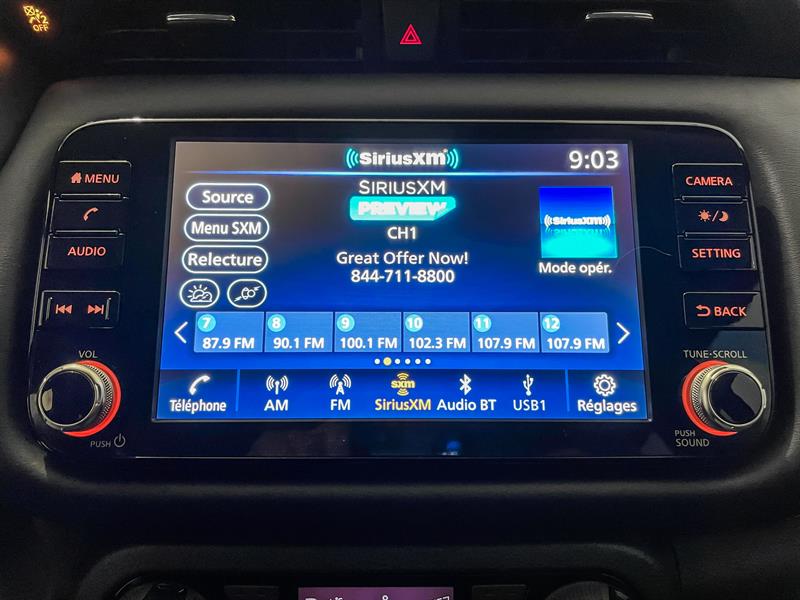 2
OFF
MENU
AUDIO
VOL
PUSH
SiriusXM
9:03
Source
Menu SXM
Relecture
SIRIUSXM
PREVIEW
CH1
Great Offer Now!
844-711-8800
SiriusXM
Mode opér.
7 8 9 10 11 12
87.9 FM 90.1 FM 100.1 FM 102.3 FM 107.9 FM 107.9 FM
sxm
Téléphone AM FM SiriusXM Audio BT USB1 Réglages
CAMERA
SETTING
BACK
TUNE·SCROLL
PUSH
SOUND